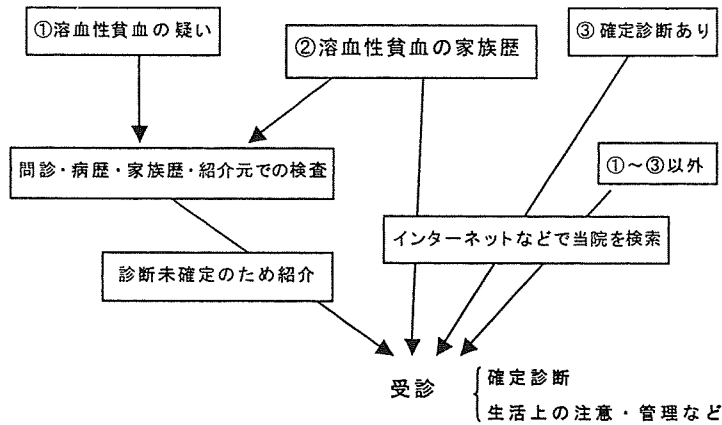 ①溶血性貧血の疑い
②溶血性貧血の家族歴
③確定診断あり
問診・病歴・家族歴・紹介元での検査
①～③以外
インターネットなどで当院を検索
診断未確定のため紹介
受診
確定診断
生活上の注意・管理など